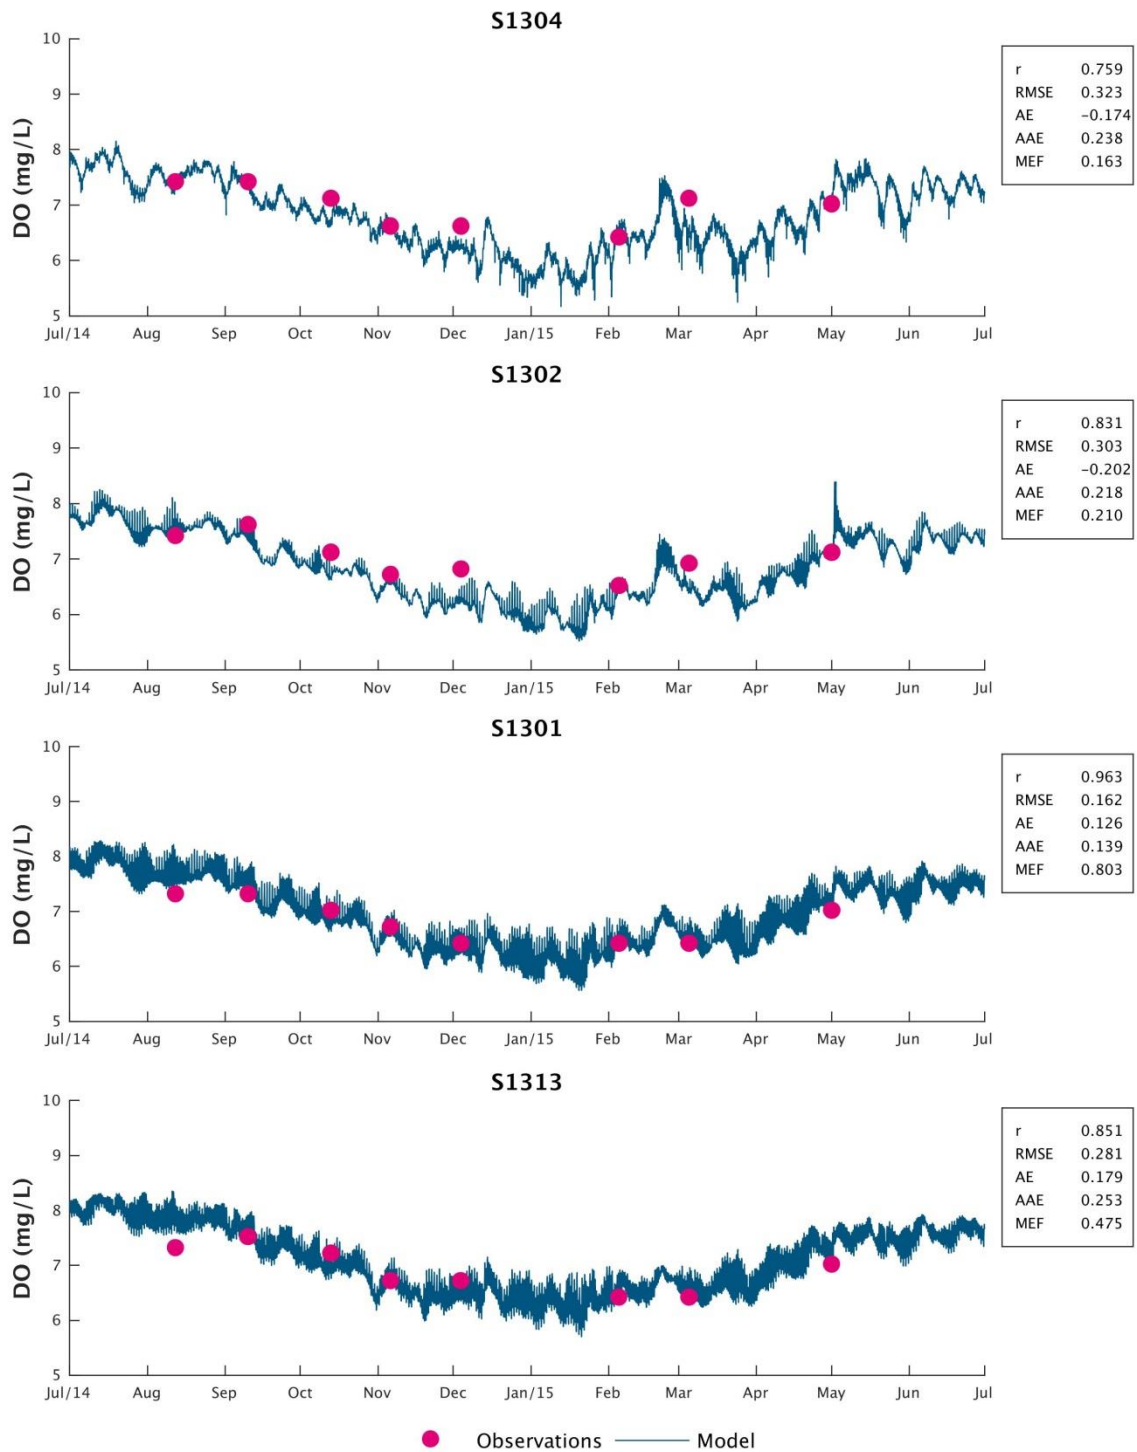 S1304
10
9
8
7
6
5
DO (mg/L)
Jul/14 Aug Sep Oct Nov Dec Jan/15 Feb Mar Apr May Jun Jul
r 0.759
RMSE 0.323
AE −0.174
AAE 0.238
MEF 0.163
S1302
10
9
8
7
6
5
DO (mg/L)
Jul/14 Aug Sep Oct Nov Dec Jan/15 Feb Mar Apr May Jun Jul
r 0.831
RMSE 0.303
AE −0.202
AAE 0.218
MEF 0.210
S1301
10
9
8
7
6
5
DO (mg/L)
Jul/14 Aug Sep Oct Nov Dec Jan/15 Feb Mar Apr May Jun Jul
r 0.963
RMSE 0.162
AE 0.126
AAE 0.139
MEF 0.803
S1313
10
9
8
7
6
5
DO (mg/L)
Jul/14 Aug Sep Oct Nov Dec Jan/15 Feb Mar Apr May Jun Jul
r 0.851
RMSE 0.281
AE 0.179
AAE 0.253
MEF 0.475
Observations Model